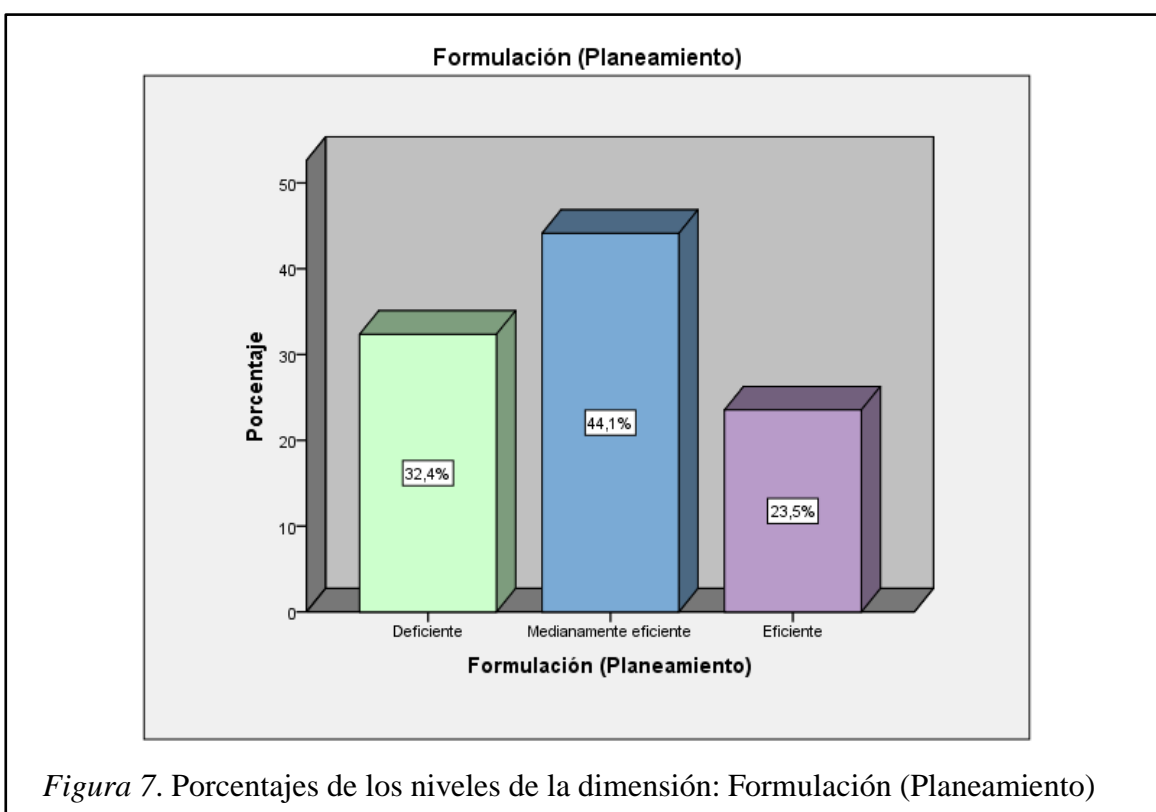 Formulación (Planeamiento)
Porcentaje
50
40
30
20
10
0
32,4%
44,1%
23,5%
Deficiente
Medianamente eficiente
Eficiente
Formulación (Planeamiento)
Figura 7. Porcentajes de los niveles de la dimensión: Formulación (Planeamiento)